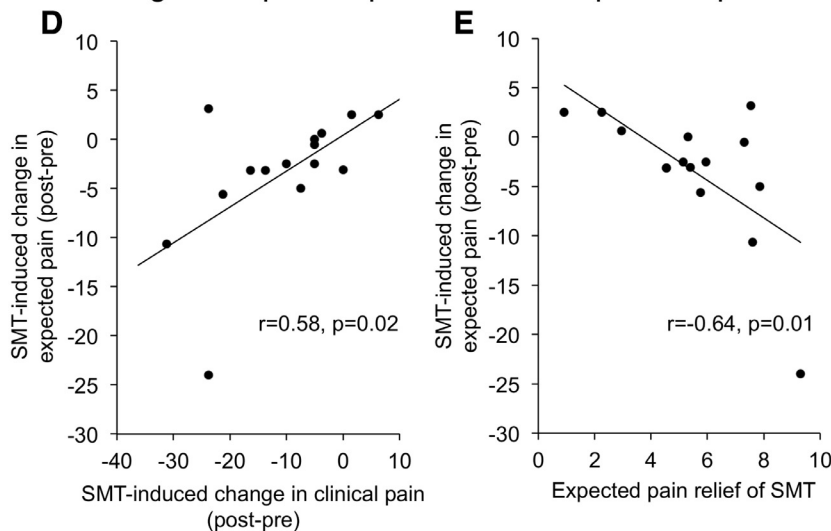 D
10
5
0
-5
-10
-15
-20
-25
-30
-40 -30 -20 -10 0 10
SMT-induced change in
expected pain (post-pre)
r=0.58, p=0.02
SMT-induced change in clinical pain
(post-pre)
E
10
5
0
-5
-10
-15
-20
-25
-30
0 2 4 6 8 10
SMT-induced change in
expected pain (post-pre)
r=-0.64, p=0.01
Expected pain relief of SMT